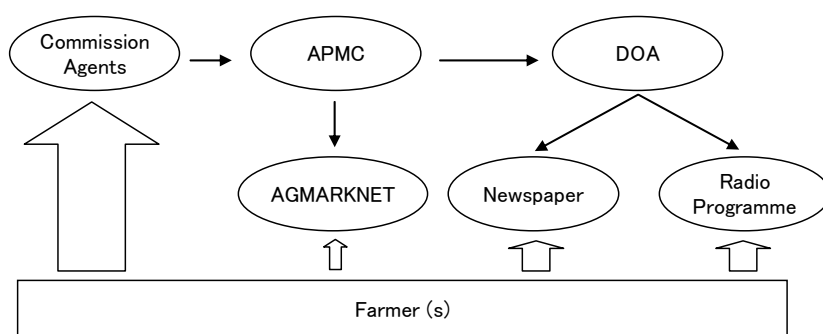 Commission
Agents
APMC
DOA
AGMARKNET
Newspaper
Radio
Programme
Farmer (s)